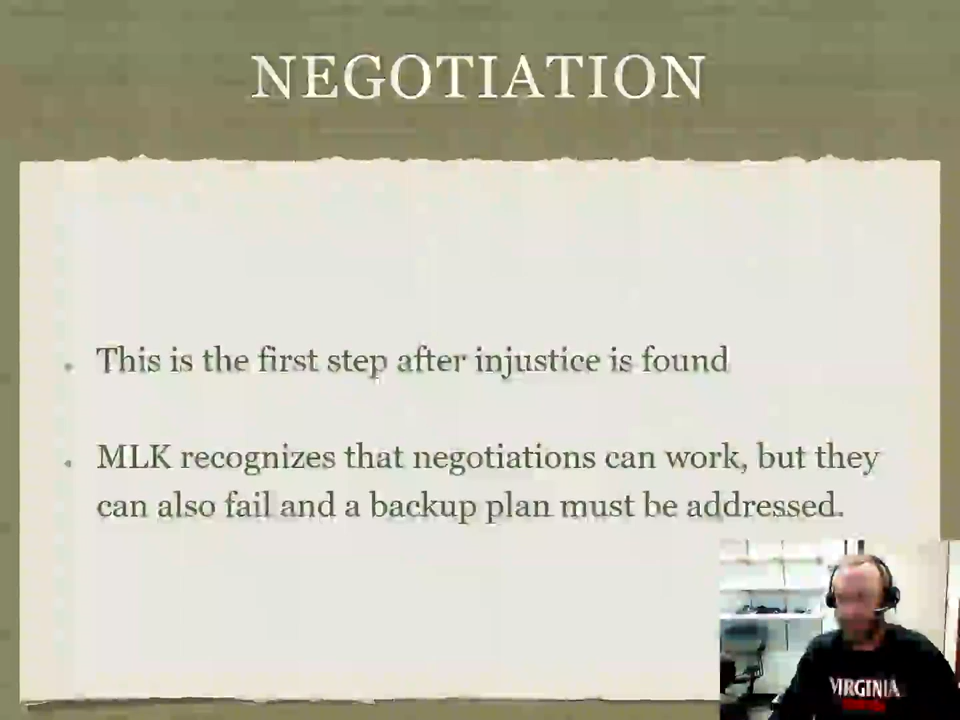 NEGOTIATION
This is the first step after injustice is found
MLK recognizes that negotiations can work, but they
can also fail and a backup plan must be addressed.
VIRGINIA